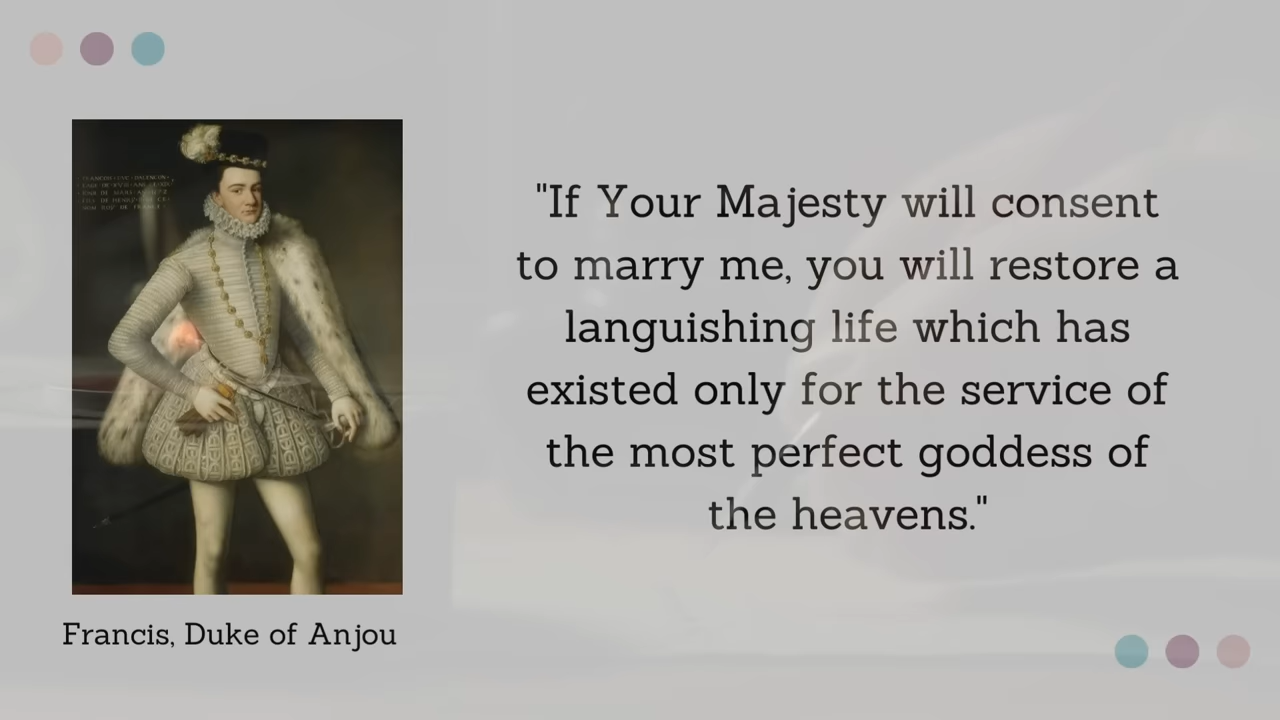 "If Your Majesty will consent
to marry me, you will restore a
languishing life which has
existed only for the service of
the most perfect goddess of
the heavens."
Francis, Duke of Anjou